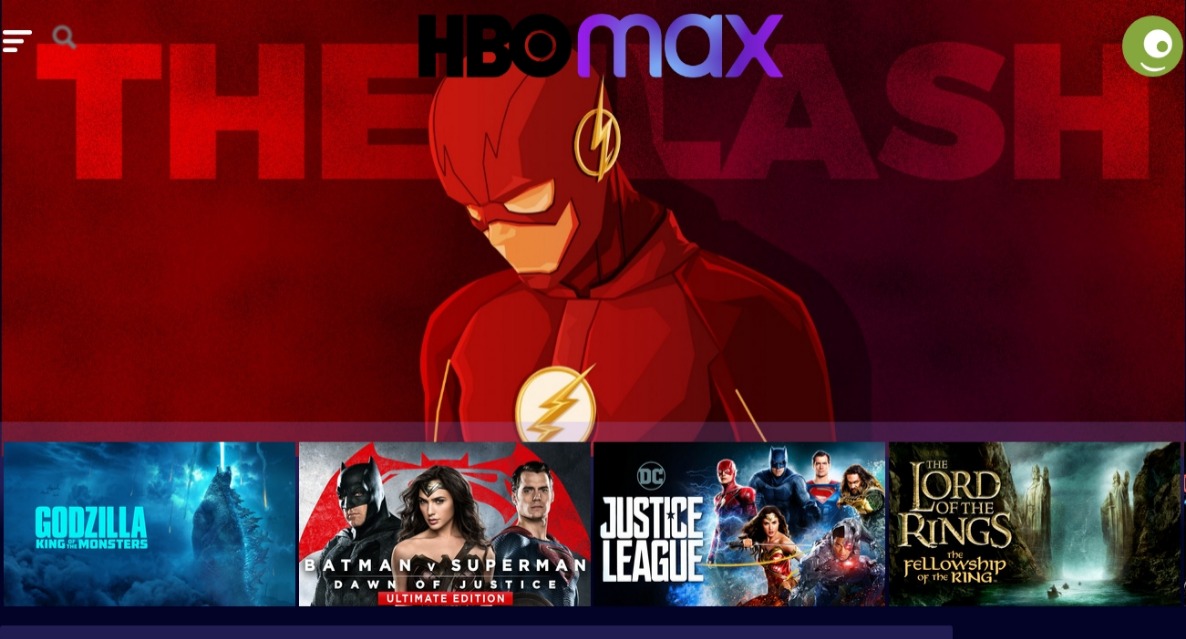 HBO max
THE FLASH
GODZILLA
KING OF THE MONSTERS
BATMAN v SUPERMAN
DAWN OF JUSTICE
ULTIMATE EDITION
DC
JUSTICE
LEAGUE
THE
LORD
OF THE
RINGS
THE
FELLOWSHIP
OF THE RING